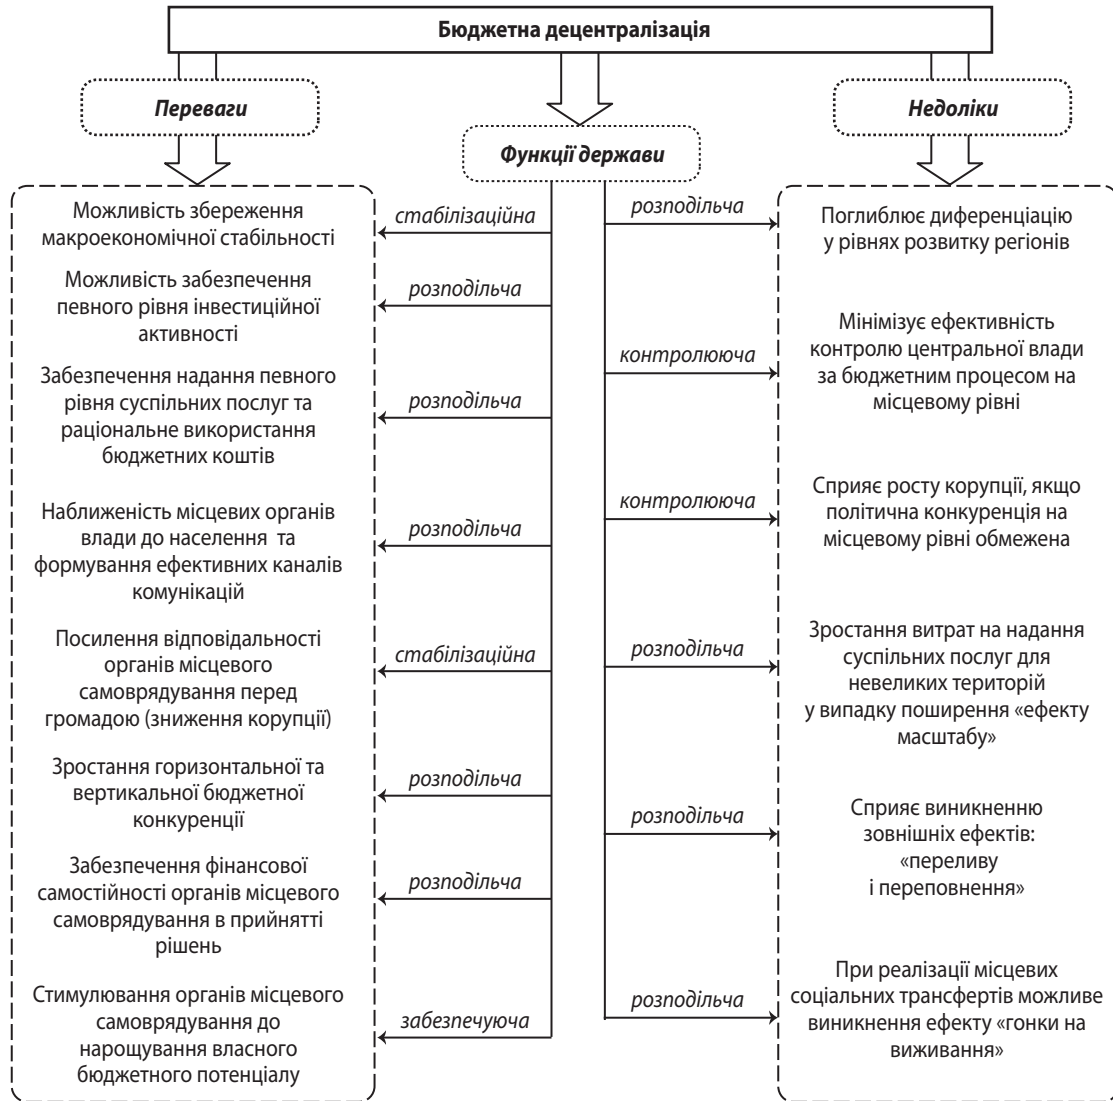 Бюджетна децентралізація
Переваги
Функції держави
Недоліки
Можливість збереження
макроекономічної стабільності
Можливість забезпечення
певного рівня інвестиційної
активності
Забезпечення надання певного
рівня суспільних послуг та
раціональне використання
бюджетних коштів
Наближеність місцевих органів
влади до населення та
формування ефективних каналів
комунікацій
Посилення відповідальності
органів місцевого
самоврядування перед
громадою (зниження корупції)
Зростання горизонтальної та
вертикальної бюджетної
конкуренції
Забезпечення фінансової
самостійності органів місцевого
самоврядування в прийнятті
рішень
Стимулювання органів місцевого
самоврядування до
нарощування власного
бюджетного потенціалу
стабілізаційна
розподільча
розподільча
розподільча
стабілізаційна
розподільча
розподільча
забезпечуюча
розподільча
контролююча
контролююча
розподільча
розподільча
розподільча
Поглиблює диференціацію
у рівнях розвитку регіонів
Мінімізує ефективність
контролю центральної влади
за бюджетним процесом на
місцевому рівні
Сприяє росту корупції, якщо
політична конкуренція на
місцевому рівні обмежена
Зростання витрат на надання
суспільних послуг для
невеликих територій
у випадку поширення «ефекту
масштабу»
Сприяє виникненню
зовнішніх ефектів:
«переливу
і переповнення»
При реалізації місцевих
соціальних трансфертів можливе
виникнення ефекту «гонки на
виживання»